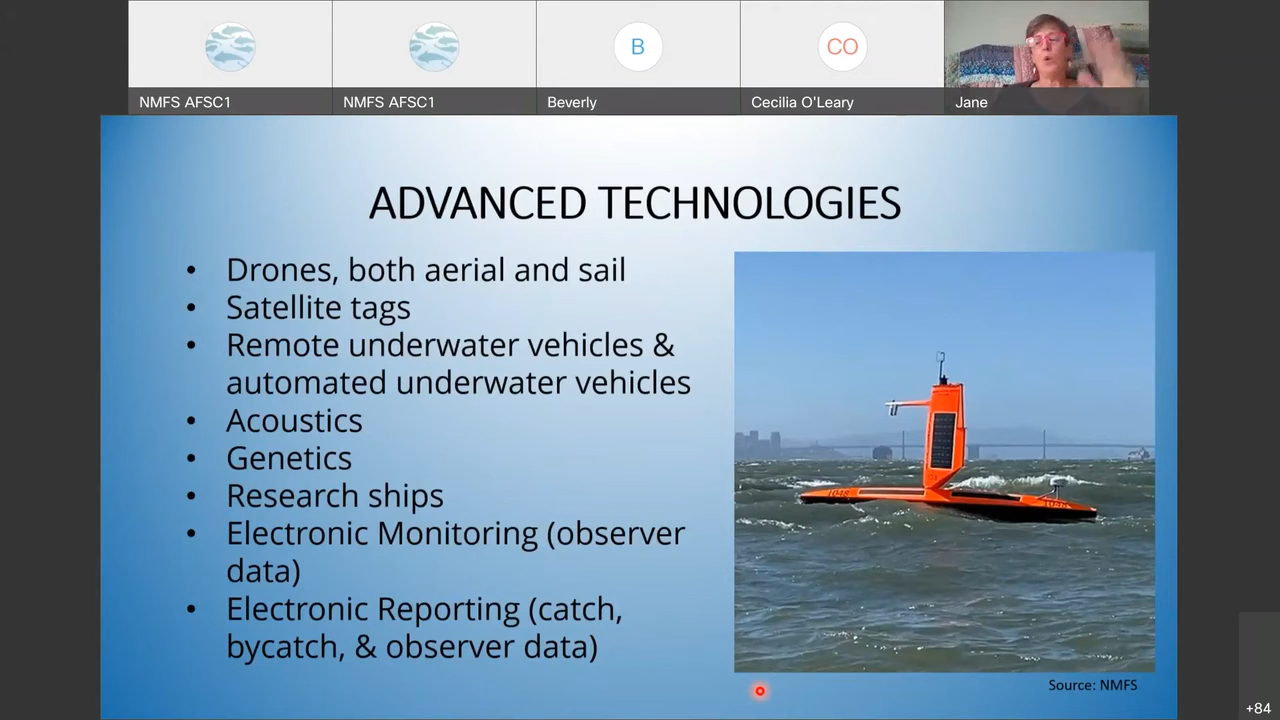 NMFS AFSC1
NMFS AFSC1
B
Beverly
CO
Cecilia O'Leary
Jane
ADVANCED TECHNOLOGIES
• Drones, both aerial and sail
• Satellite tags
• Remote underwater vehicles &
automated underwater vehicles
• Acoustics
• Genetics
• Research ships
• Electronic Monitoring (observer
data)
• Electronic Reporting (catch,
bycatch, & observer data)
1048
1048
Source: NMFS
+84